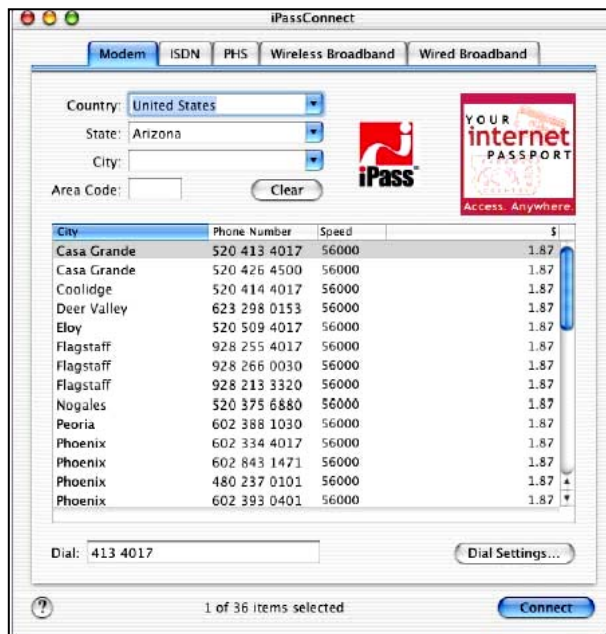 iPassConnect
Modem ISDN PHS Wireless Broadband Wired Broadband
Country: United States
State: Arizona
City:
Area Code: Clear
iPass
YOUR
internet
PASSPORT
Access. Anywhere.
City Phone Number Speed $
Casa Grande 520 413 4017 56000 1.87
Casa Grande 520 426 4500 56000 1.87
Coolidge 520 414 4017 56000 1.87
Deer Valley 623 298 0153 56000 1.87
Eloy 520 509 4017 56000 1.87
Flagstaff 928 255 4017 56000 1.87
Flagstaff 928 266 0030 56000 1.87
Flagstaff 928 213 3320 56000 1.87
Nogales 520 375 6880 56000 1.87
Peoria 602 388 1030 56000 1.87
Phoenix 602 334 4017 56000 1.87
Phoenix 602 843 1471 56000 1.87
Phoenix 480 237 0101 56000 1.87
Phoenix 602 393 0401 56000 1.87
Dial: 413 4017 Dial Settings...
? 1 of 36 items selected Connect